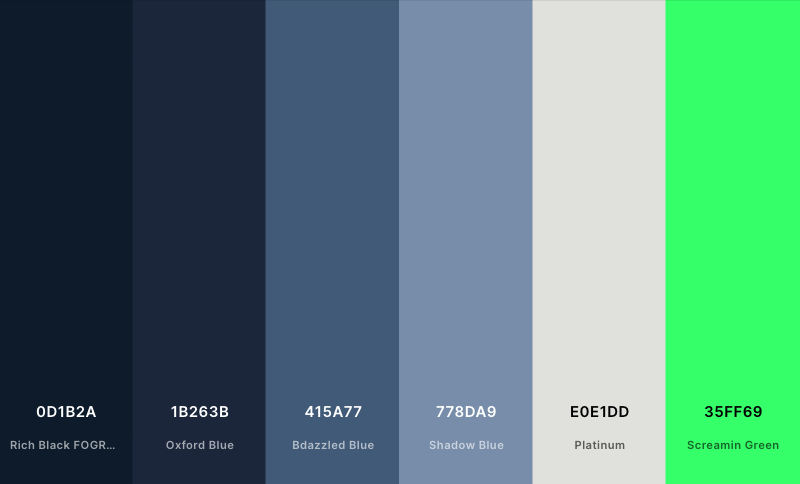 0D1B2A
Rich Black FOGR...
1B263B
Oxford Blue
415A77
Bdazzled Blue
778DA9
Shadow Blue
E0E1DD
Platinum
35FF69
Screamin Green